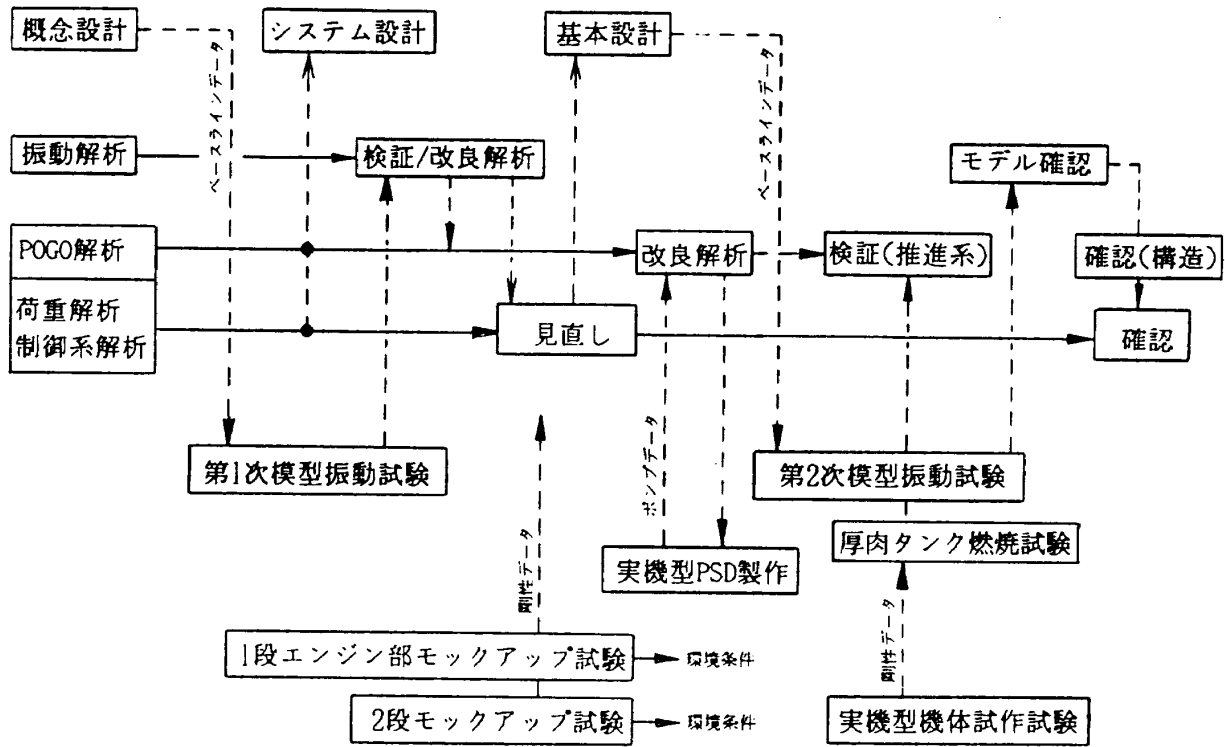 概念設計
システム設計
基本設計
ベースラインデータ
ベースラインデータ
振動解析
検証/改良解析
モデル確認
POGO解析
改良解析
検証(推進系)
確認(構造)
荷重解析
制御系解析
見直し
確認
第1次模型振動試験
ポンプデータ
第2次模型振動試験
厚肉タンク燃焼試験
剛性データ
実機型PSD製作
剛性データ
1段エンジン部モックアップ試験
環境条件
2段モックアップ試験
環境条件
実機型機体試作試験